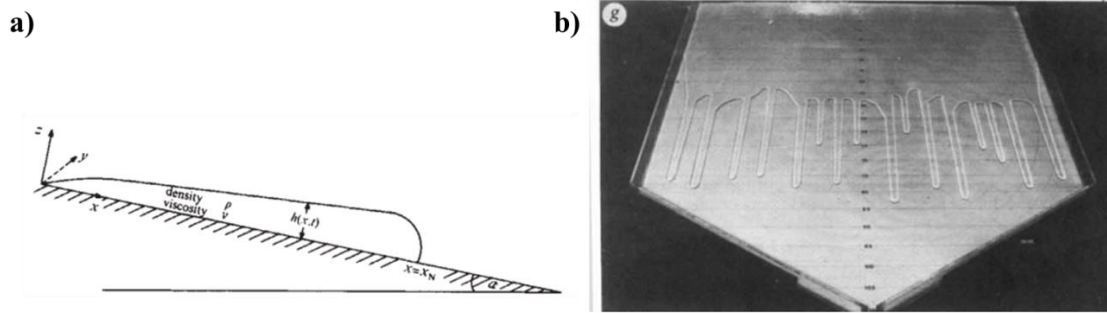 a)
b)
g
z
y
density ρ
viscosity ν
x
h(x,t)
x=x_N
α